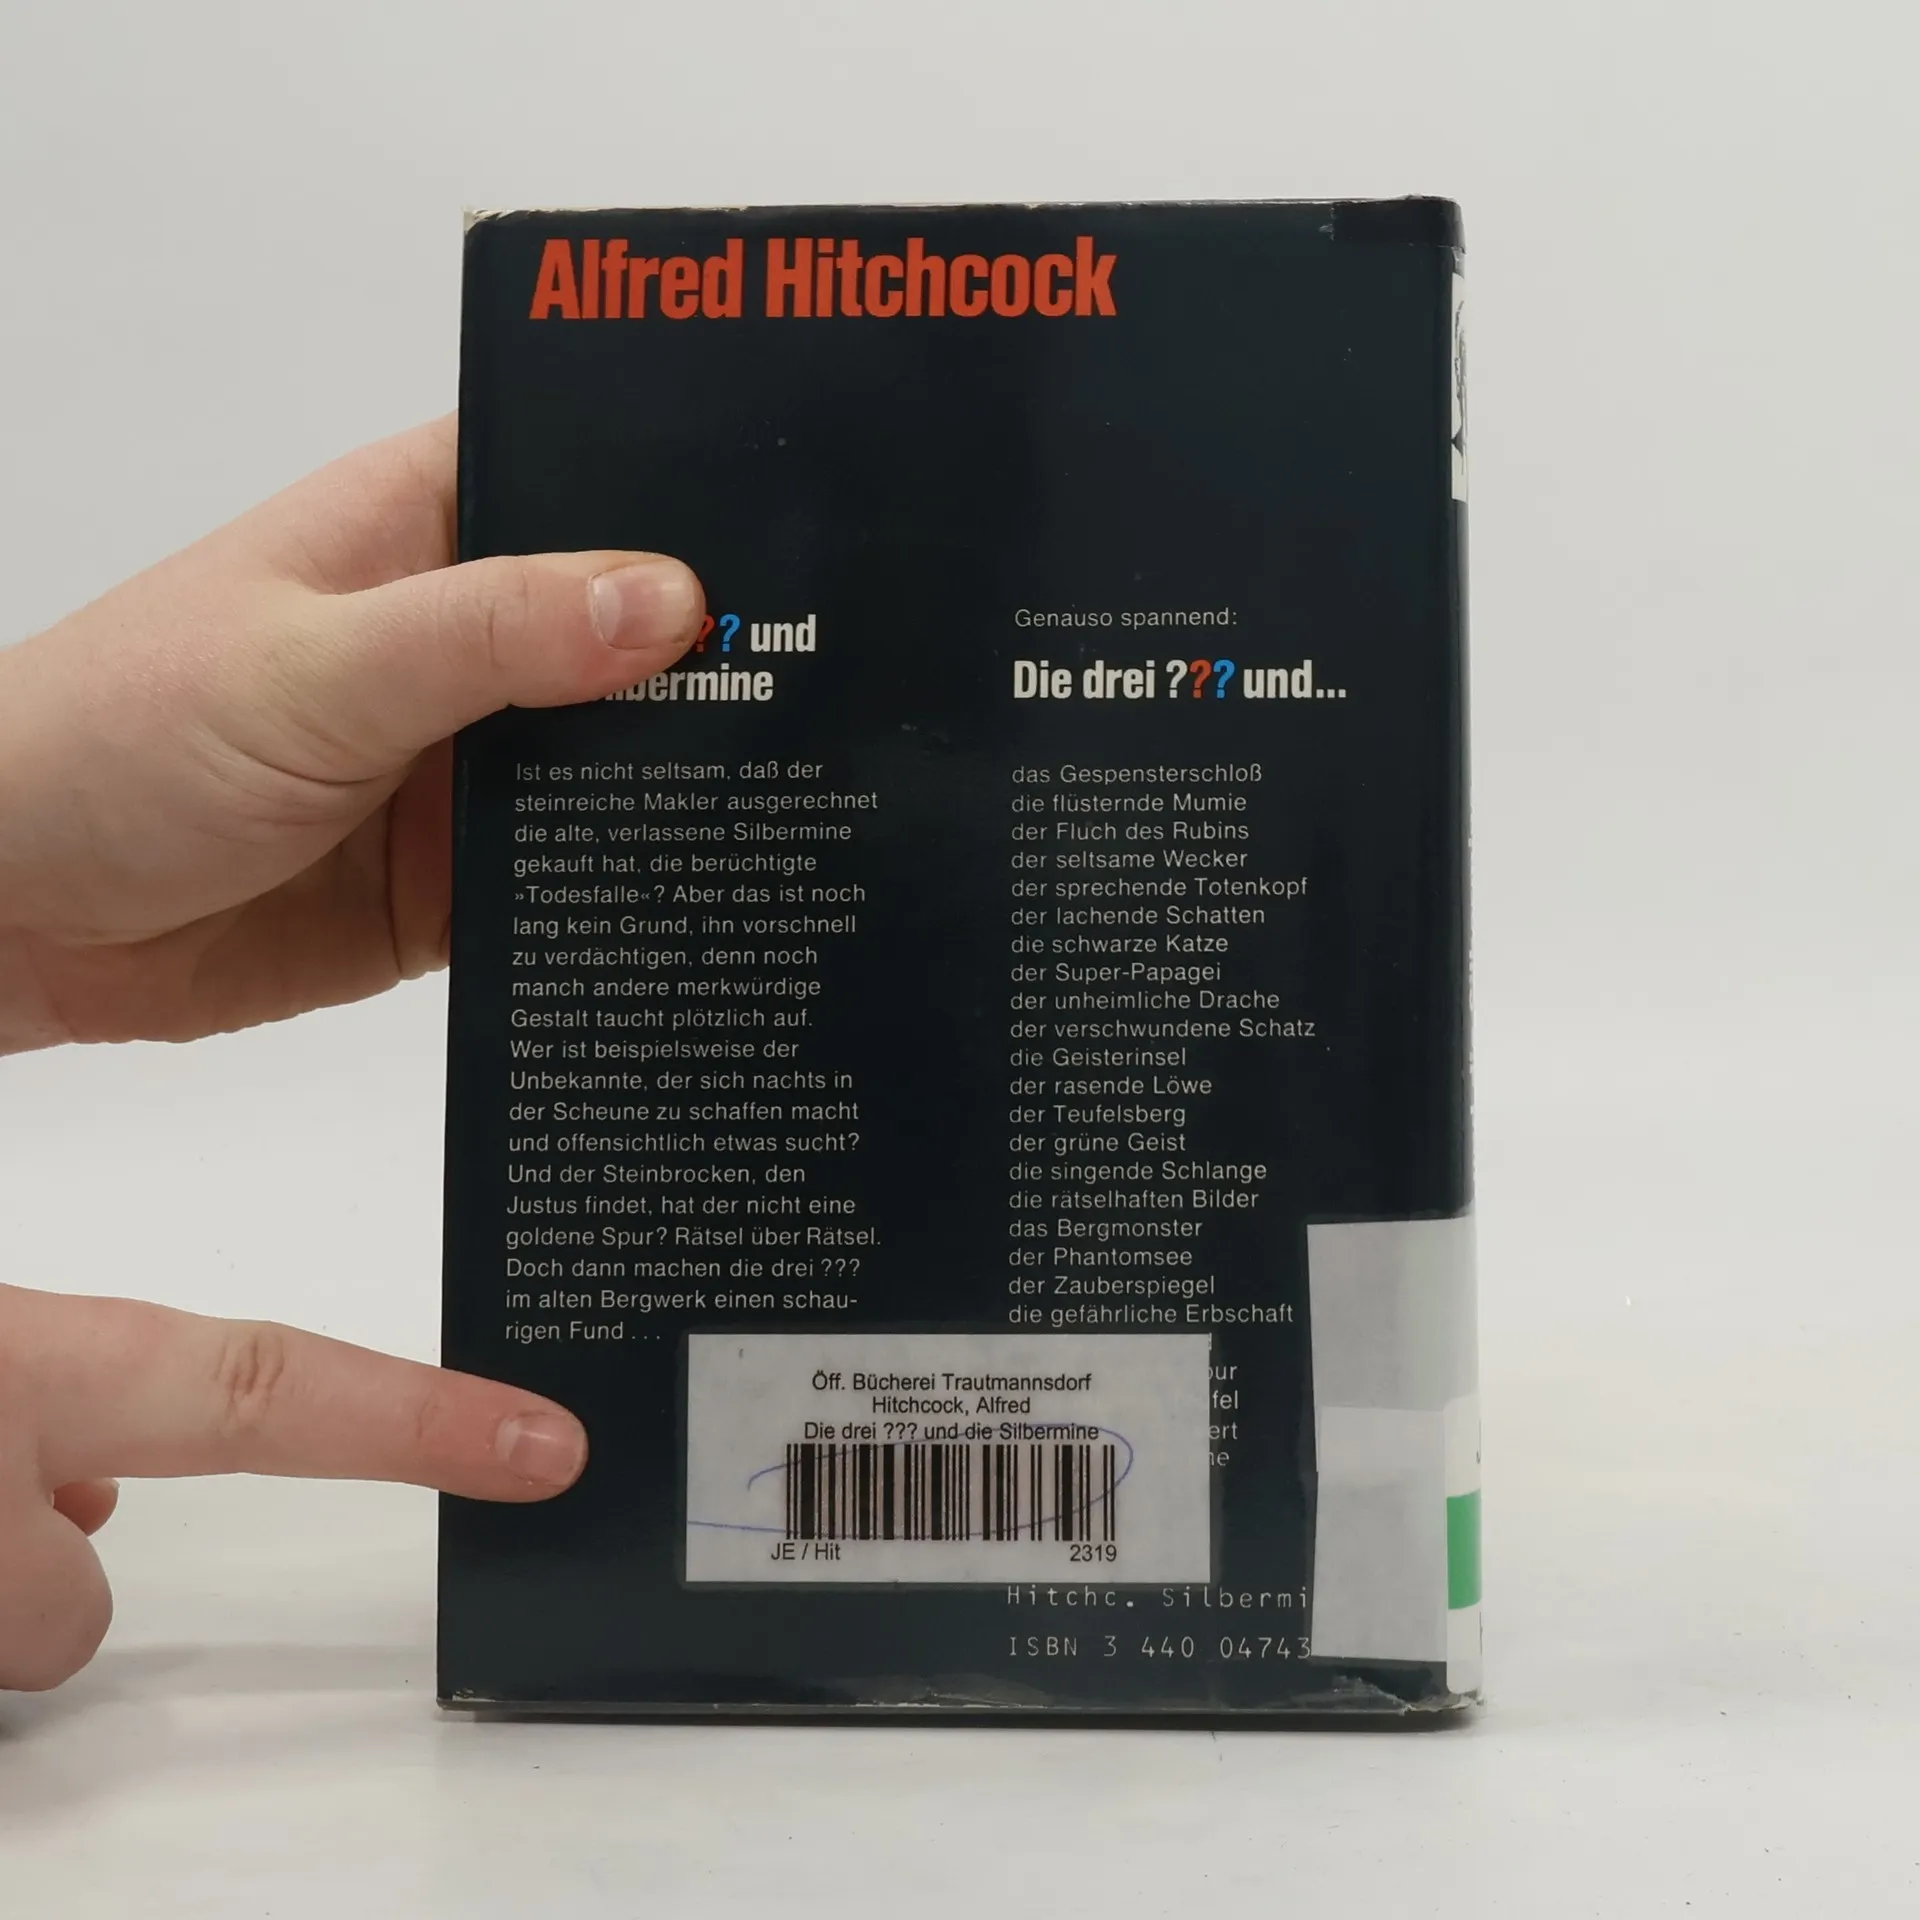 Alfred Hitchcock
?? und
Silbermine
Ist es nicht seltsam, daß der
steinreiche Makler ausgerechnet
die alte, verlassene Silbermine
gekauft hat, die berüchtigte
»Todesfalle«? Aber das ist noch
lang kein Grund, ihn vorschnell
zu verdächtigen, denn noch
manch andere merkwürdige
Gestalt taucht plötzlich auf.
Wer ist beispielsweise der
Unbekannte, der sich nachts in
der Scheune zu schaffen macht
und offensichtlich etwas sucht?
Und der Steinbrocken, den
Justus findet, hat der nicht eine
goldene Spur? Rätsel über Rätsel.
Doch dann machen die drei ???
im alten Bergwerk einen schau-
rigen Fund ...
Genauso spannend:
Die drei ??? und...
das Gespensterschloß
die flüsternde Mumie
der Fluch des Rubins
der seltsame Wecker
der sprechende Totenkopf
der lachende Schatten
die schwarze Katze
der Super-Papagei
der unheimliche Drache
der verschwundene Schatz
die Geisterinsel
der rasende Löwe
der Teufelsberg
der grüne Geist
die singende Schlange
die rätselhaften Bilder
das Bergmonster
der Phantomsee
der Zauberspiegel
die gefährliche Erbschaft
Öff. Bücherei Trautmannsdorf
Hitchcock, Alfred
Die drei ??? und die Silbermine
JE / Hit 2319
Hitchc. Silbermi
ISBN 3 440 04743